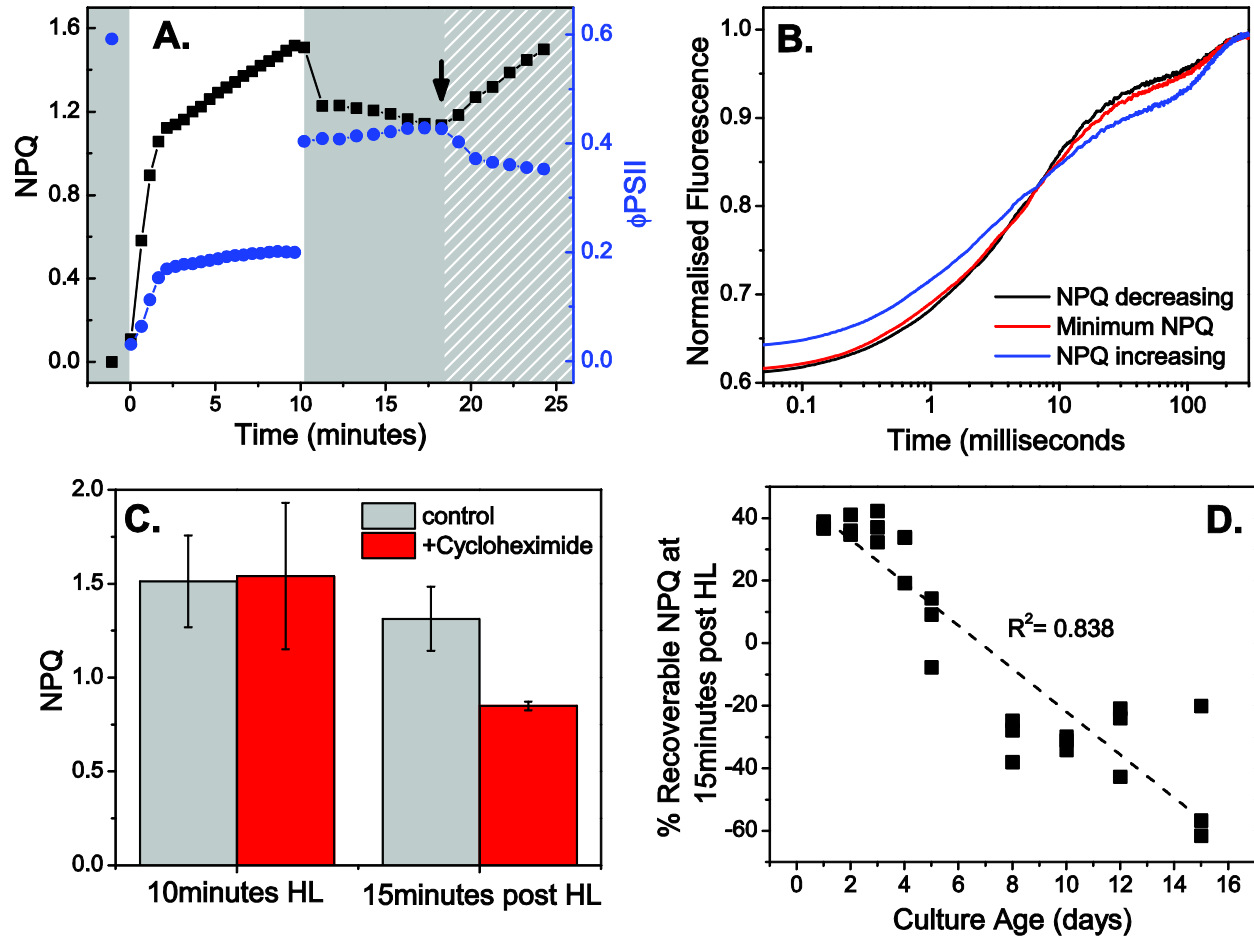 A.
NPQ
1.6
1.2
0.8
0.4
0.0
0.6
0.4
0.2
0.0
ϕPSII
0
5
10
15
20
25
Time (minutes)
B.
Normalised Fluorescence
1.0
0.9
0.8
0.7
0.6
NPQ decreasing
Minimum NPQ
NPQ increasing
0.1
1
10
100
Time (milliseconds
C.
NPQ
2.0
1.5
1.0
0.5
0.0
control
+Cycloheximide
10minutes HL
15minutes post HL
D.
% Recoverable NPQ at
15minutes post HL
40
20
0
-20
-40
-60
R²= 0.838
0
2
4
6
8
10
12
14
16
Culture Age (days)